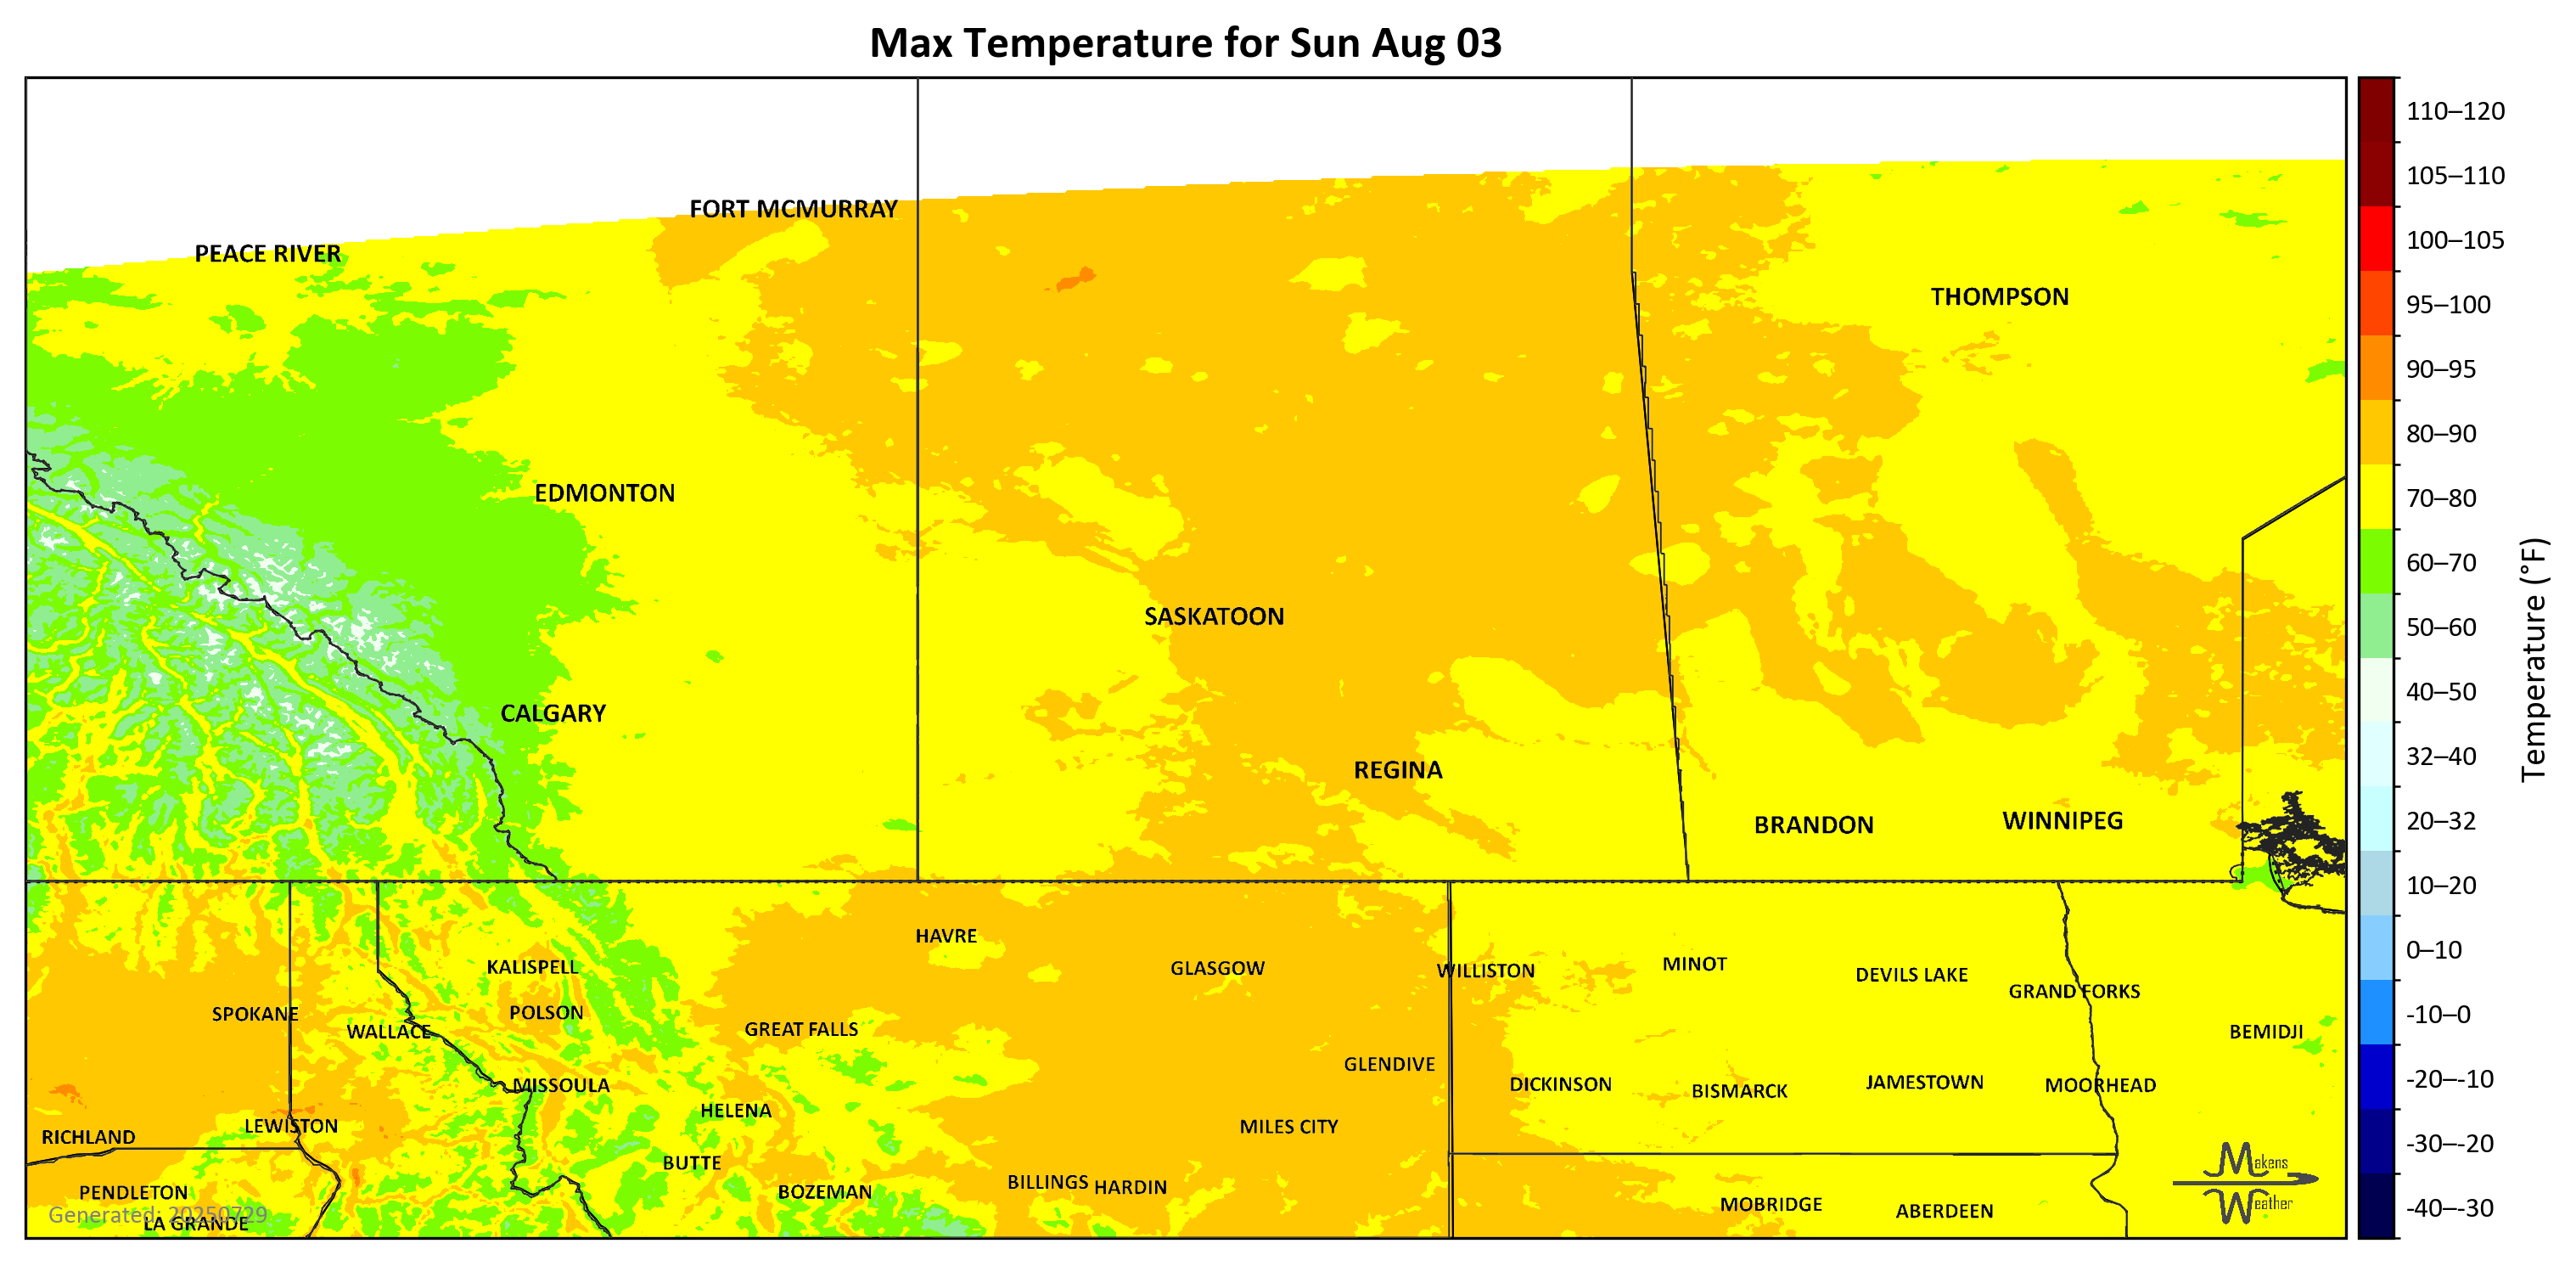 Max Temperature for Sun Aug 03
FORT MCMURRAY
PEACE RIVER
THOMPSON
EDMONTON
SASKATOON
CALGARY
REGINA
BRANDON
WINNIPEG
HAVRE
KALISPELL
GLASGOW
WILLISTON
MINOT
DEVILS LAKE
GRAND FORKS
SPOKANE
POLSON
WALLACE
GREAT FALLS
BEMIDJI
GLENDIVE
MISSOULA
DICKINSON
BISMARCK
JAMESTOWN
MOORHEAD
HELENA
LEWISTON
MILES CITY
RICHLAND
BUTTE
BILLINGS
HARDIN
PENDLETON
BOZEMAN
MOBRIDGE
ABERDEEN
Generated: 20250729
LA GRANDE
Makens
Weather
110–120
105–110
100–105
95–100
90–95
80–90
70–80
60–70
50–60
40–50
32–40
20–32
10–20
0–10
-10–0
-20–-10
-30–-20
-40–-30
Temperature (°F)